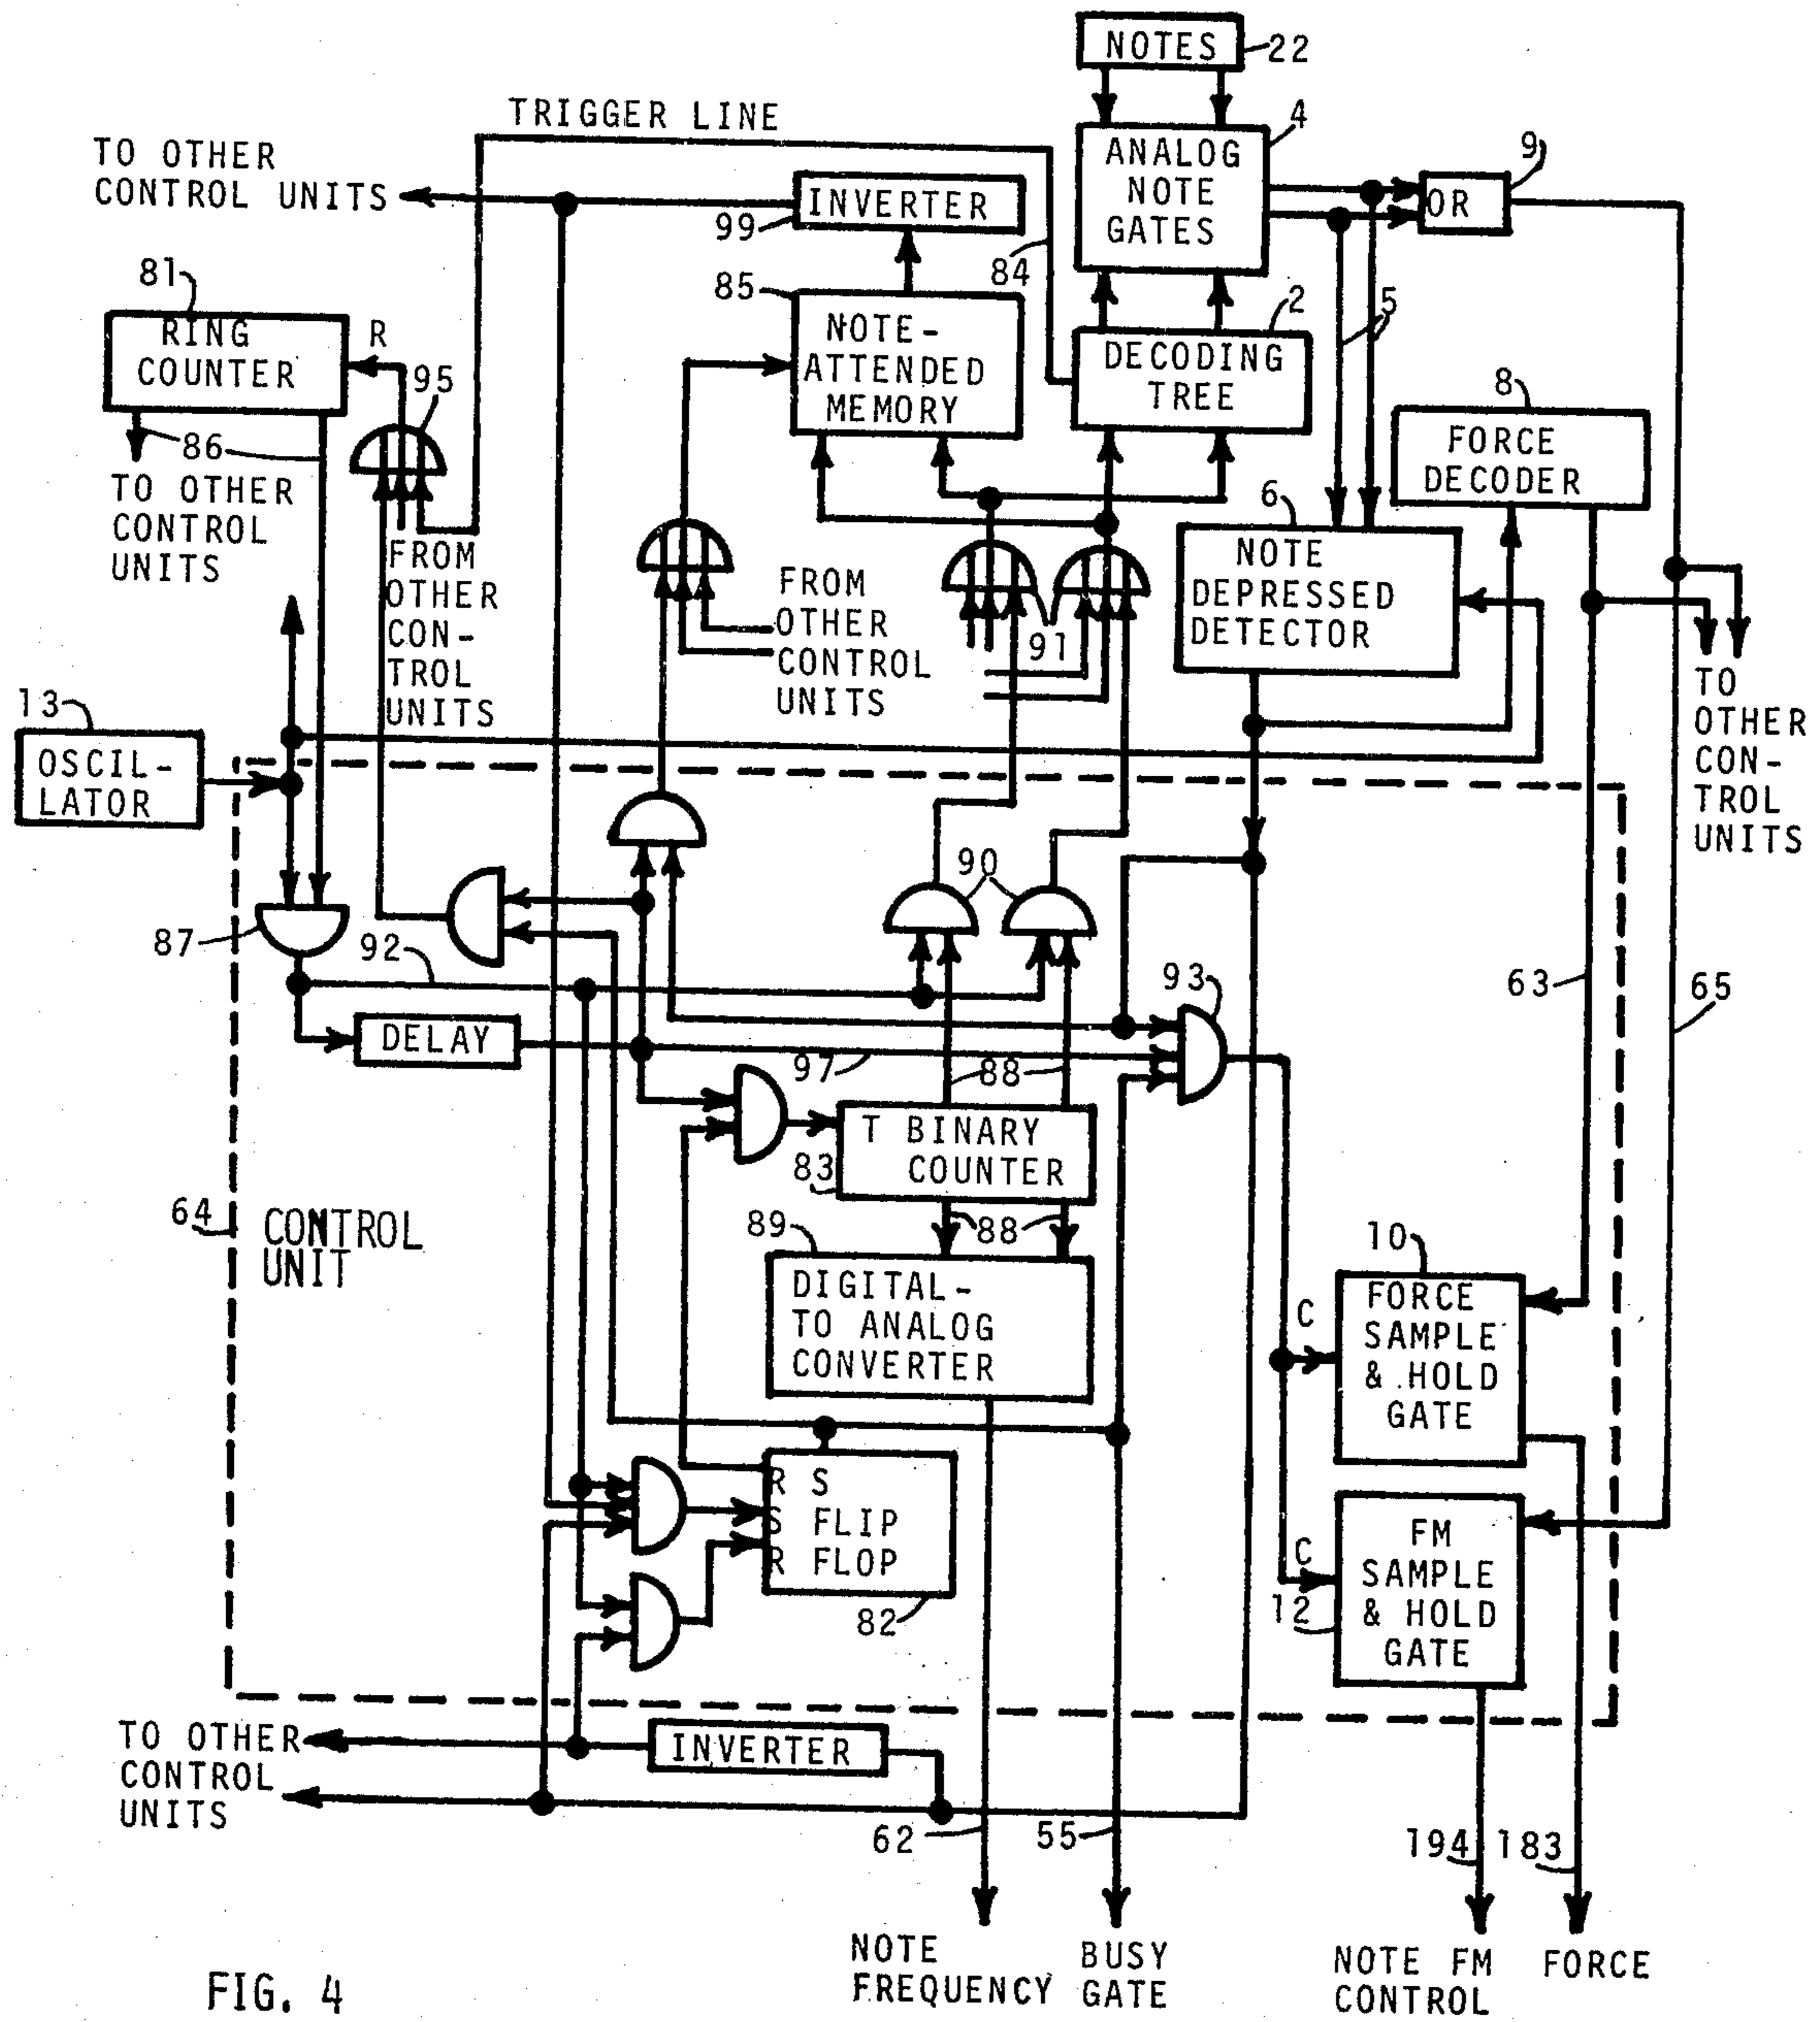 NOTES
22
TRIGGER LINE
4
TO OTHER
CONTROL UNITS
ANALOG
NOTE
GATES
9
OR
INVERTER
99
84
81
85
2
5
RING
COUNTER
R
NOTE-
ATTENDED
MEMORY
DECODING
TREE
95
8
FORCE
DECODER
86
TO OTHER
CONTROL
UNITS
6
FROM
OTHER
CON-
TROL
UNITS
FROM
OTHER
CONTROL
UNITS
91
NOTE
DEPRESSED
DETECTOR
TO
OTHER
CON-
TROL
UNITS
13
OSCIL-
LATOR
90
87
92
93
63
65
DELAY
97
88
T BINARY
COUNTER
83
64
CONTROL
UNIT
89
88
10
DIGITAL-
TO ANALOG
CONVERTER
C
FORCE
SAMPLE
& HOLD
GATE
R S
S FLIP
R FLOP
82
C
12
FM
SAMPLE
& HOLD
GATE
TO OTHER
CONTROL
UNITS
INVERTER
62
55
194
183
NOTE
FREQUENCY
BUSY
GATE
NOTE FM
CONTROL
FORCE
FIG. 4